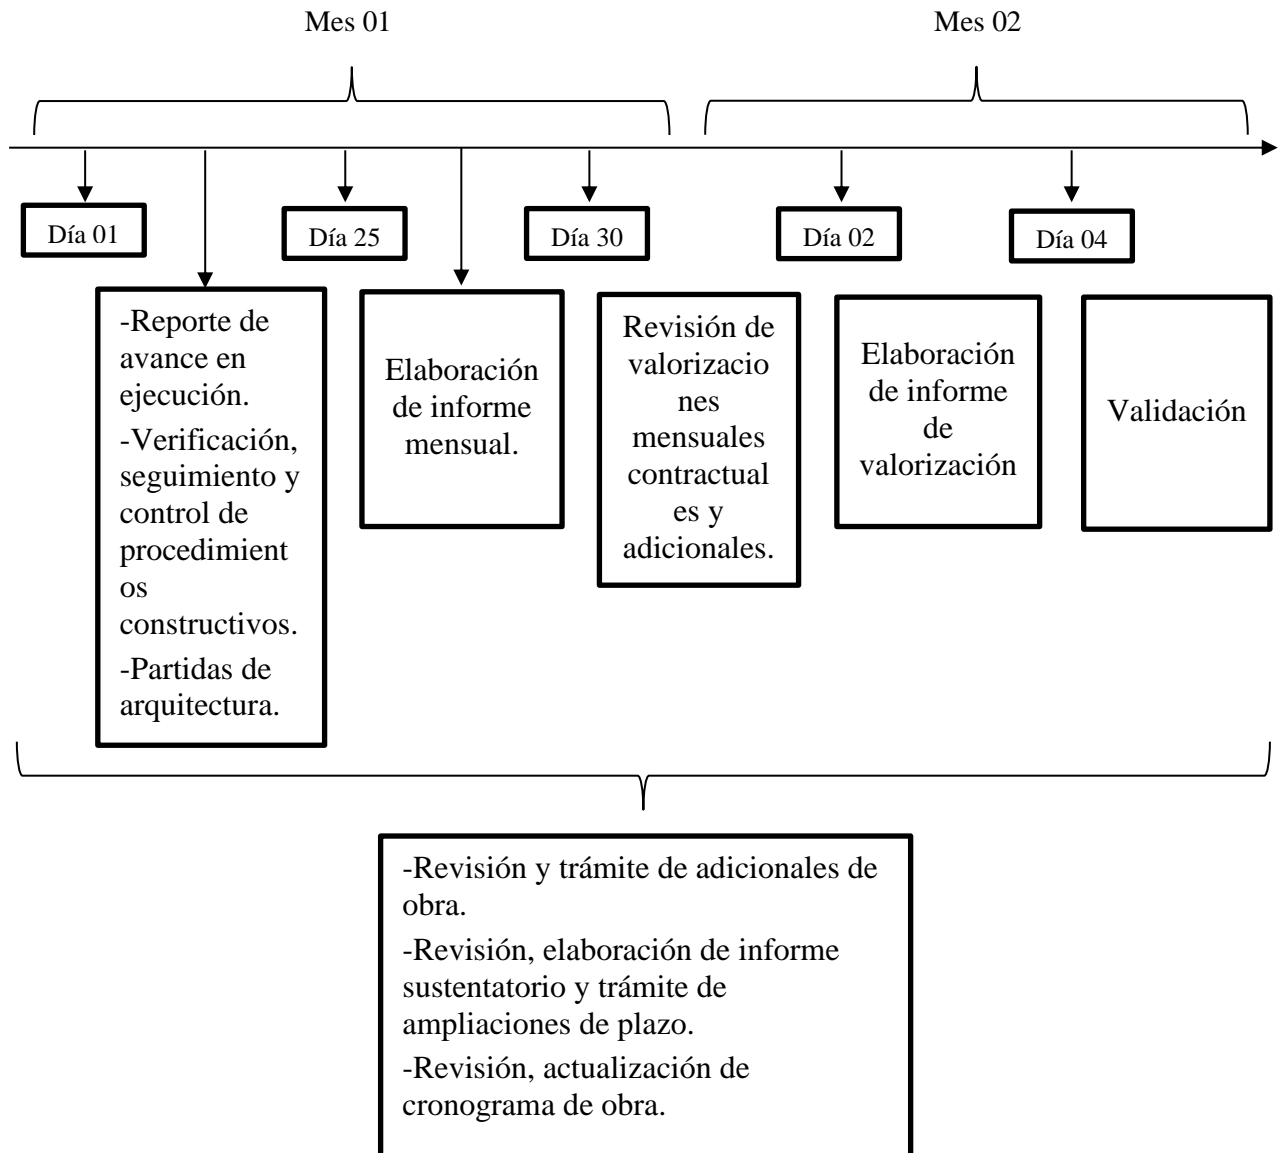 Mes 01
Mes 02
Día 01
Día 25
Día 30
Día 02
Día 04
-Reporte de
avance en
ejecución.
-Verificación,
seguimiento y
control de
procedimient
os
constructivos.
-Partidas de
arquitectura.
Elaboración
de informe
mensual.
Revisión de
valorizacio
nes
mensuales
contractual
es y
adicionales.
Elaboración
de informe
de
valorización
Validación
-Revisión y trámite de adicionales de
obra.
-Revisión, elaboración de informe
sustentatorio y trámite de
ampliaciones de plazo.
-Revisión, actualización de
cronograma de obra.